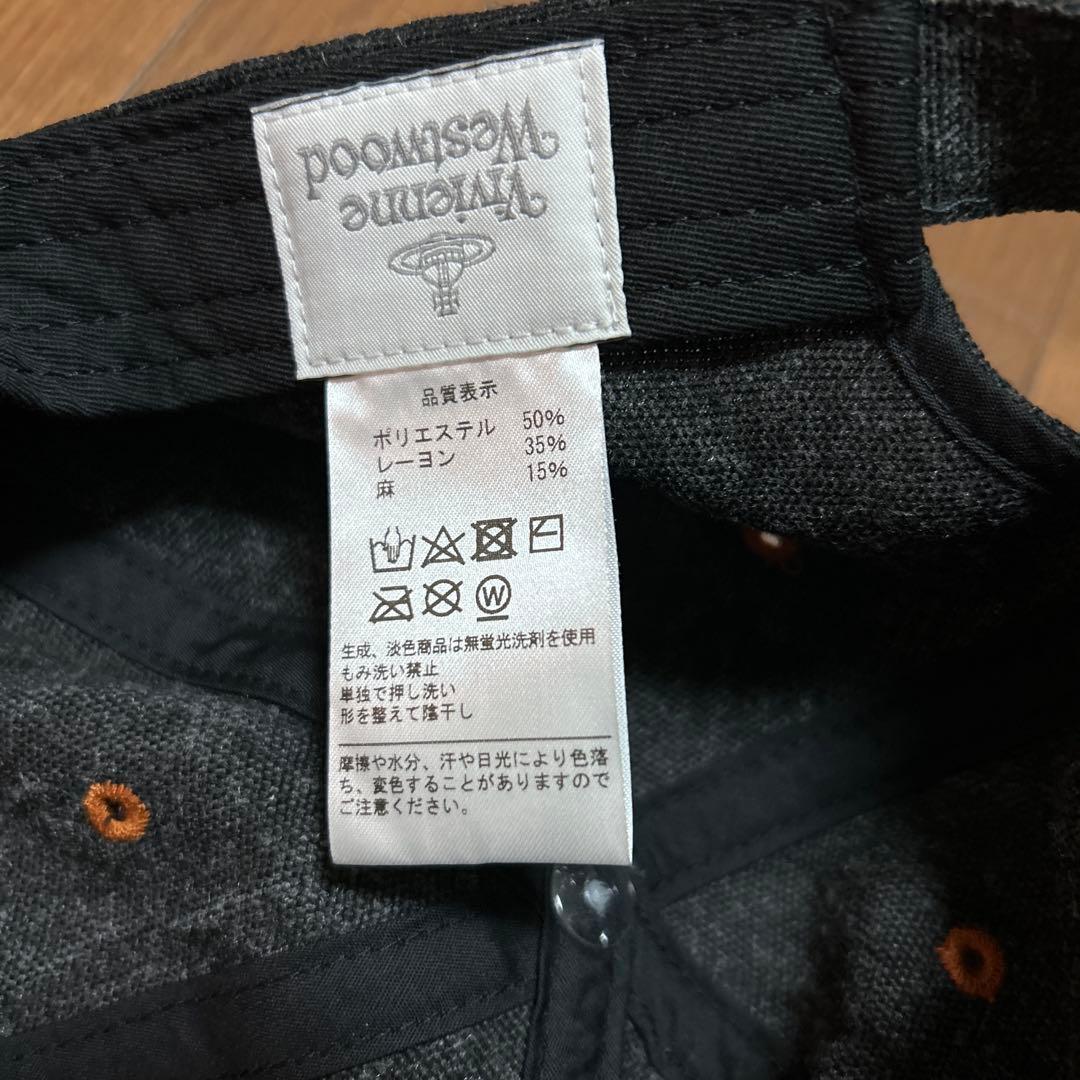 Vivienne
Westwood
品質表示
ポリエステル 50%
レーヨン 35%
麻 15%
W
生成、淡色商品は無蛍光洗剤を使用
もみ洗い禁止
単独で押し洗い
形を整えて陰干し
摩擦や水分、汗や日光により色落
ち、変色することがありますので
ご注意ください。